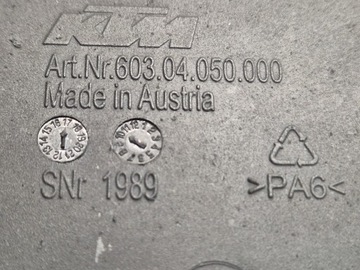 KTM
Art.Nr.603.04.050.000
Made in Austria
SNr 1989
>PA6<